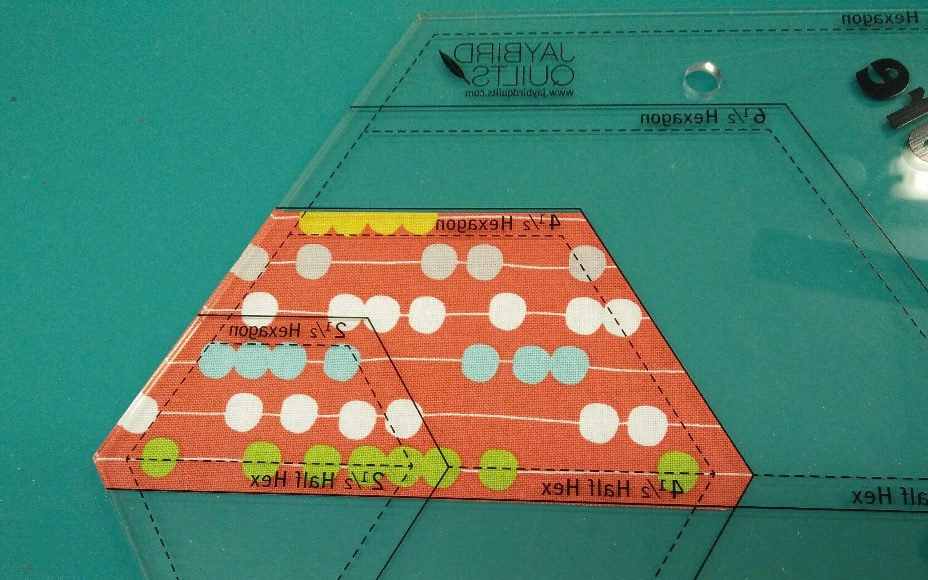 Hexagon
JAYBIRD
QUILTS
www.jaybirdquilts.com
6½ Hexagon
4½ Hexagon
2½ Hexagon
2½ Half Hex
4½ Half Hex
Half Hex